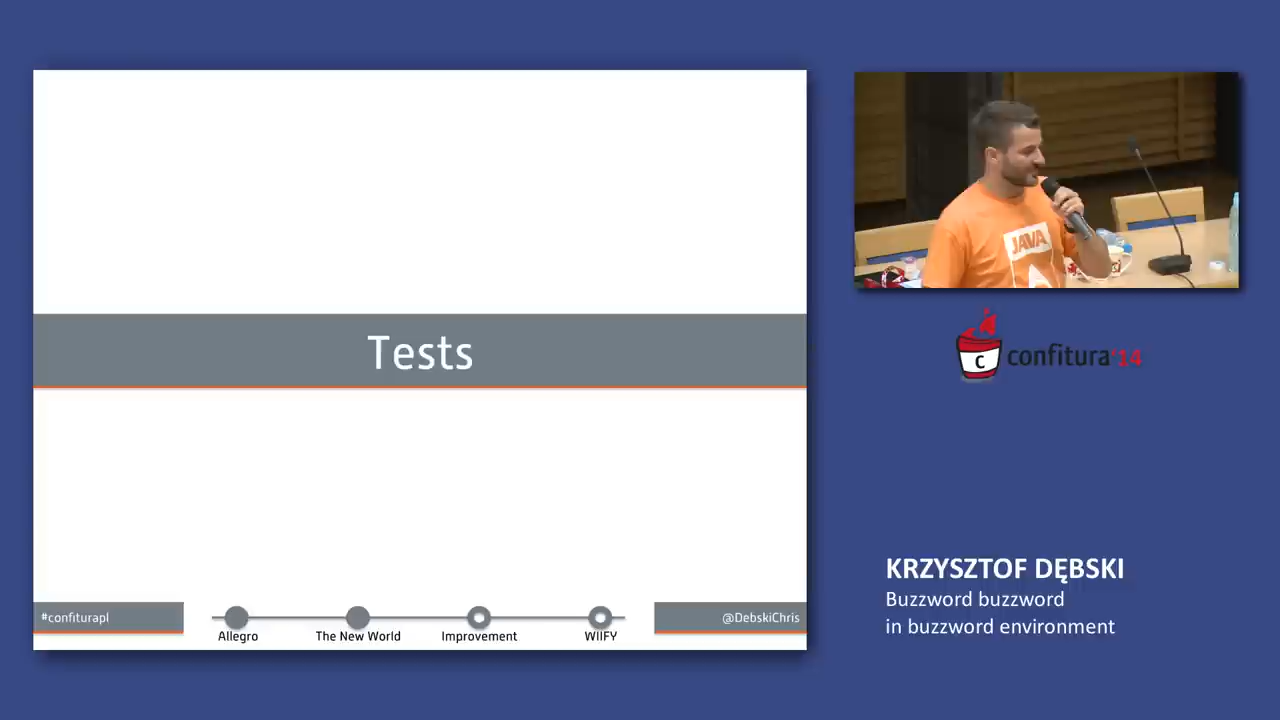 Tests
#confiturapl
Allegro
The New World
Improvement
WIIFY
@DebskiChris
JAVA
C
confitura'14
KRZYSZTOF DĘBSKI
Buzzword buzzword
in buzzword environment